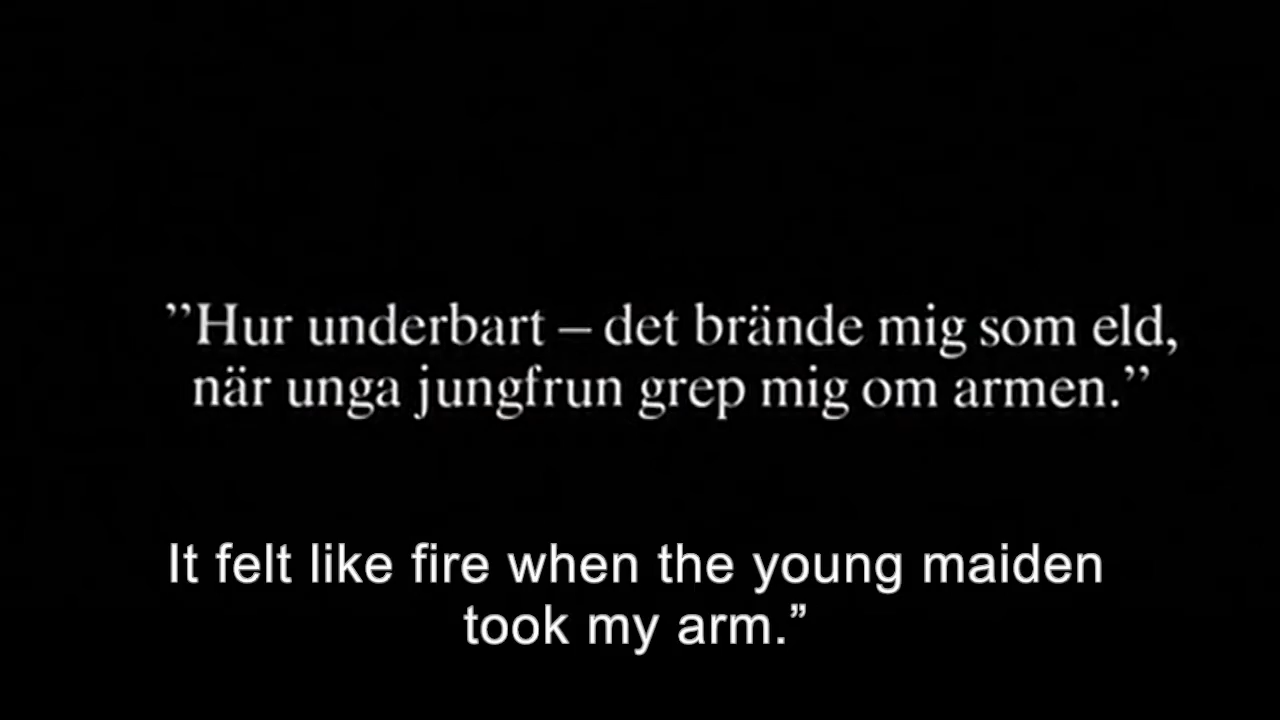 ”Hur underbart – det brände mig som eld,
när unga jungfrun grep mig om armen.”
It felt like fire when the young maiden
took my arm.”